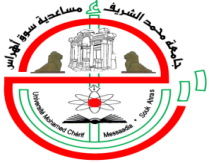 جامعة محمد الشريف مساعدية سوق أهراس
Université Mohamed Chérif Messaadia • Souk Ahras